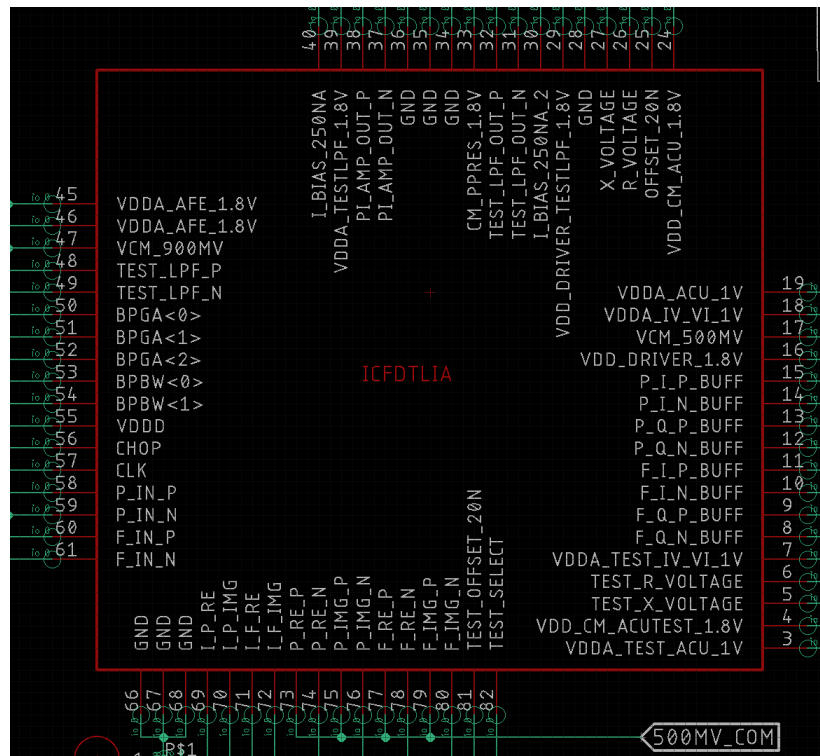 40 39 38 37 36 35 34 33 32 31 30 29 28 27 26 25 24
I_BIAS_250NA
VDDA_TESTLPF_1.8V
PI_AMP_OUT_P
PI_AMP_OUT_N
GND
GND
GND
CM_PPRES_1.8V
TEST_LPF_OUT_P
TEST_LPF_OUT_N
I_BIAS_250NA_2
VDD_DRIVER_TESTLPF_1.8V
GND
X_VOLTAGE
R_VOLTAGE
OFFSET_20N
VDD_CM_ACU_1.8V
45 VDDA_AFE_1.8V
46 VDDA_AFE_1.8V
47 VCM_900MV
48 TEST_LPF_P
49 TEST_LPF_N
50 BPGA<0>
51 BPGA<1>
52 BPGA<2>
53 BPBW<0>
54 BPBW<1>
55 VDDD
56 CHOP
57 CLK
58 P_IN_P
59 P_IN_N
60 F_IN_P
61 F_IN_N
ICFDTLIA
VDDA_ACU_1V 19
VDDA_IV_VI_1V 18
VCM_500MV 17
VDD_DRIVER_1.8V 16
P_I_P_BUFF 15
P_I_N_BUFF 14
P_Q_P_BUFF 13
P_Q_N_BUFF 12
F_I_P_BUFF 11
F_I_N_BUFF 10
F_Q_P_BUFF 9
F_Q_N_BUFF 8
VDDA_TEST_IV_VI_1V 7
TEST_R_VOLTAGE 6
TEST_X_VOLTAGE 5
VDD_CM_ACUTEST_1.8V 4
VDDA_TEST_ACU_1V 3
GND
GND
GND
I_P_RE
I_P_IMG
I_F_RE
I_F_IMG
P_RE_P
P_RE_N
P_IMG_P
P_IMG_N
F_RE_P
F_RE_N
F_IMG_P
F_IMG_N
TEST_OFFSET_20N
TEST_SELECT
66 67 68 69 70 71 72 73 74 75 76 77 78 79 80 81 82
500MV_COM
P$1